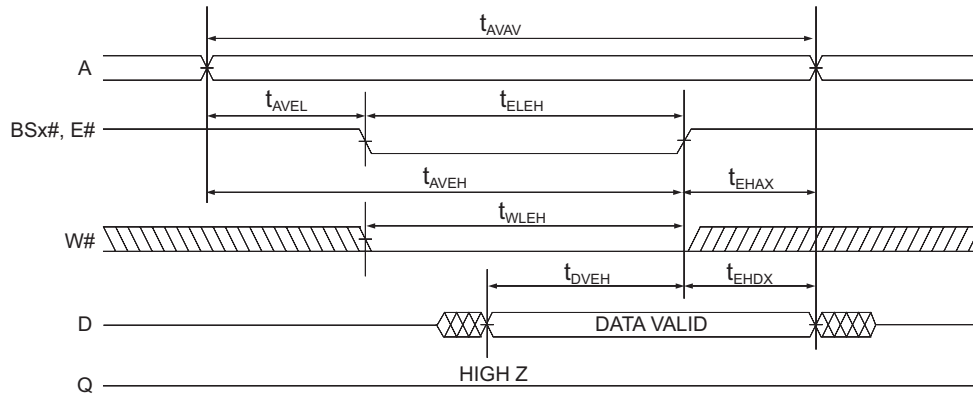 tAVAV
A
tAVEL tELEH
BSx#, E#
tAVEH tEHAX
tWLEH
W#
tDVEH tEHDX
D DATA VALID
HIGH Z
Q